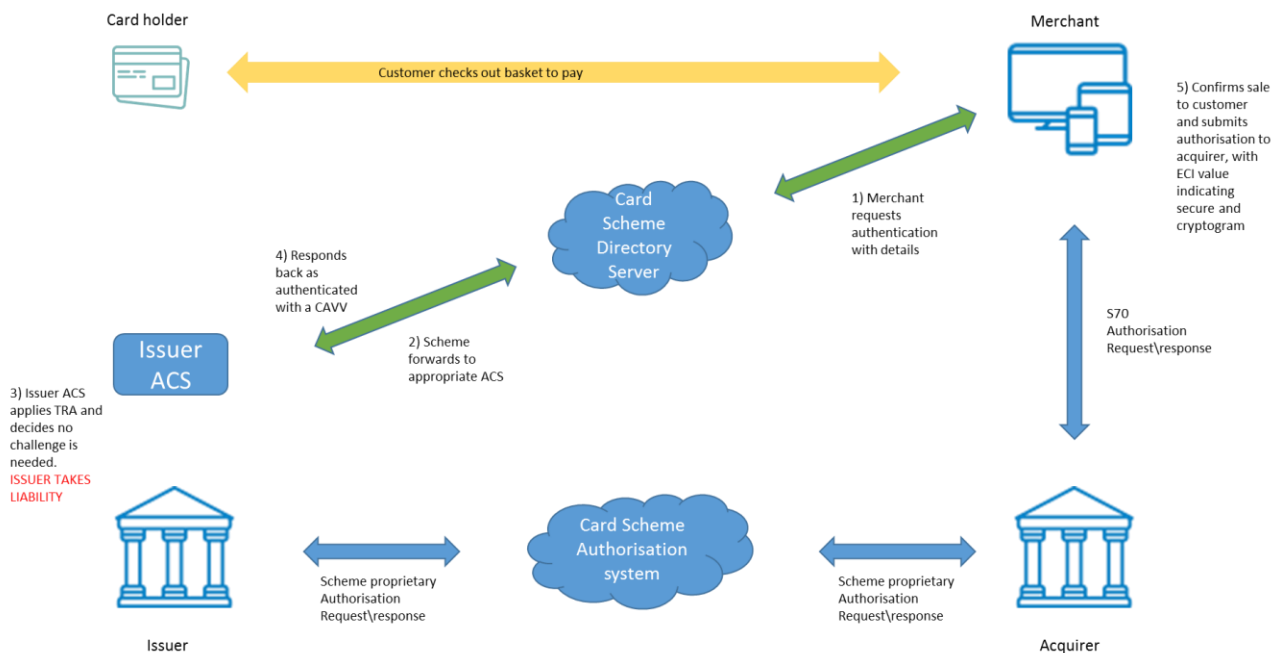 Card holder
Merchant
Customer checks out basket to pay
5) Confirms sale
to customer
and submits
authorisation to
acquirer, with
ECI value
indicating
secure and
cryptogram
Card
Scheme
Directory
Server
1) Merchant
requests
authentication
with details
4) Responds
back as
authenticated
with a CAVV
2) Scheme
forwards to
appropriate ACS
S70
Authorisation
Request\response
Issuer
ACS
3) Issuer ACS
applies TRA and
decides no
challenge is
needed.
ISSUER TAKES
LIABILITY
Card Scheme
Authorisation
system
Scheme proprietary
Authorisation
Request\response
Scheme proprietary
Authorisation
Request\response
Issuer
Acquirer